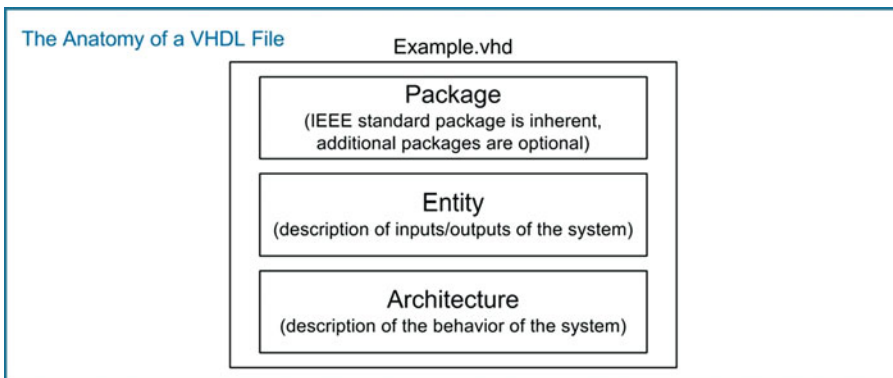 The Anatomy of a VHDL File
Example.vhd
Package
(IEEE standard package is inherent,
additional packages are optional)
Entity
(description of inputs/outputs of the system)
Architecture
(description of the behavior of the system)